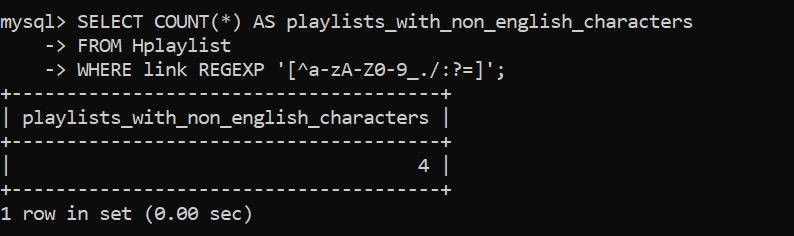 mysql> SELECT COUNT(*) AS playlists_with_non_english_characters
    -> FROM Hplaylist
    -> WHERE link REGEXP '[^a-zA-Z0-9_./:?=]';
+---------------------------------------+
| playlists_with_non_english_characters |
+---------------------------------------+
|                                     4 |
+---------------------------------------+
1 row in set (0.00 sec)